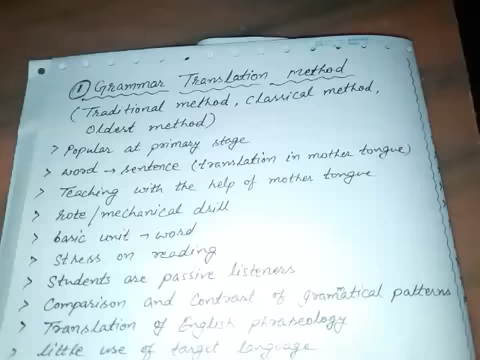 ① Grammar Translation method
(Traditional method, Classical method,
Oldest method)
> Popular at primary stage
> word → sentence (translation in mother tongue)
> Teaching with the help of mother tongue
> Rote/mechanical drill
> basic unit → word
> Stress on reading
> Students are passive listeners
> Comparison and Contrast of gramatical patterns
> Translation of English phraseology
> little use of target language